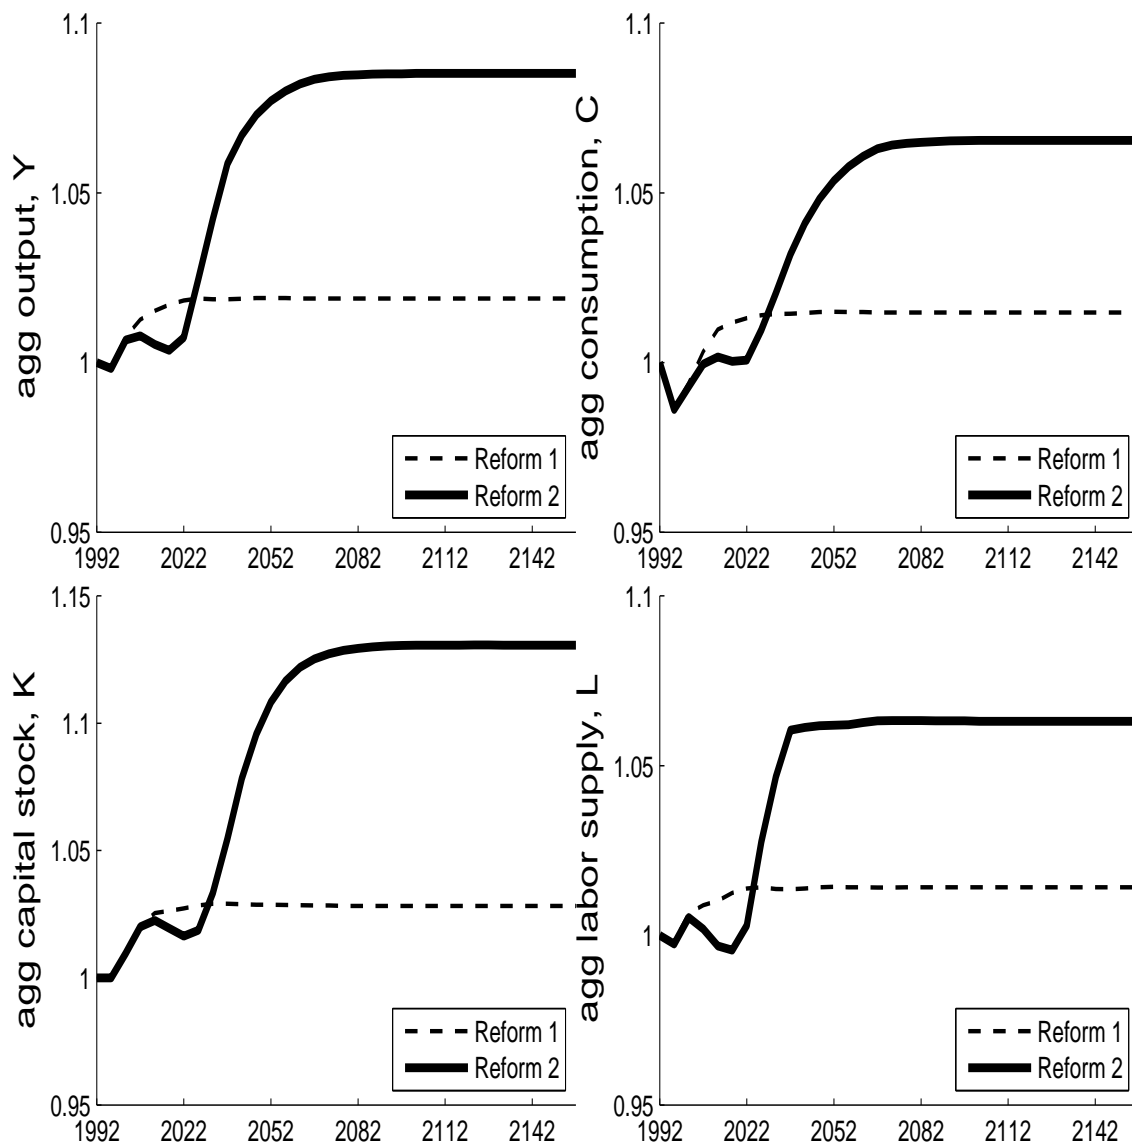 1.1
1.05
1
0.95
agg output, Y
1992 2022 2052 2082 2112 2142
Reform 1
Reform 2
1.1
1.05
1
0.95
agg consumption, C
1992 2022 2052 2082 2112 2142
Reform 1
Reform 2
1.15
1.1
1.05
1
0.95
agg capital stock, K
1992 2022 2052 2082 2112 2142
Reform 1
Reform 2
1.1
1.05
1
0.95
agg labor supply, L
1992 2022 2052 2082 2112 2142
Reform 1
Reform 2